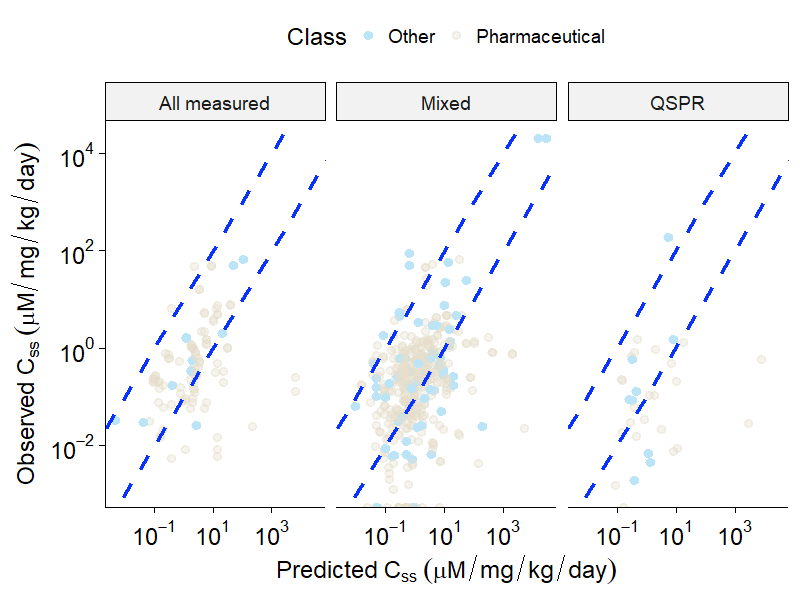 Class Other Pharmaceutical
All measured Mixed QSPR
Observed C_ss (μM/mg/kg/day)
10^4
10^2
10^0
10^−2
10^−1 10^1 10^3 10^−1 10^1 10^3 10^−1 10^1 10^3
Predicted C_ss (μM/mg/kg/day)